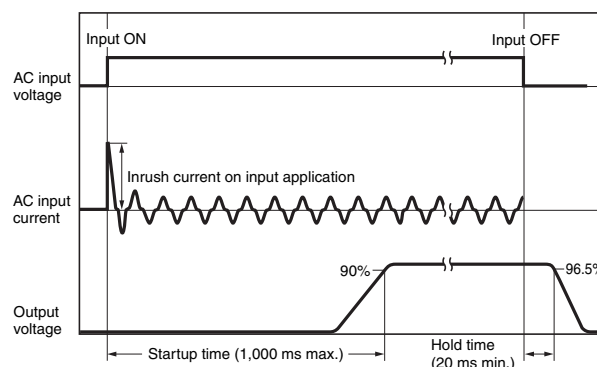 Input ON
Input OFF
AC input
voltage
Inrush current on input application
AC input
current
90%
96.5%
Output
voltage
Startup time (1,000 ms max.)
Hold time
(20 ms min.)